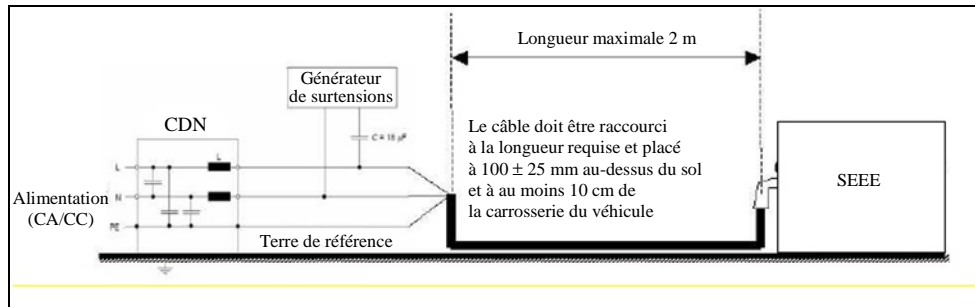 Longueur maximale 2 m
Générateur
de surtensions
CDN
C = 18 µF
L
L
N
PE
Alimentation
(CA/CC)
Terre de référence
Le câble doit être raccourci
à la longueur requise et placé
à 100 ± 25 mm au-dessus du sol
et à au moins 10 cm de
la carrosserie du véhicule
SEEE